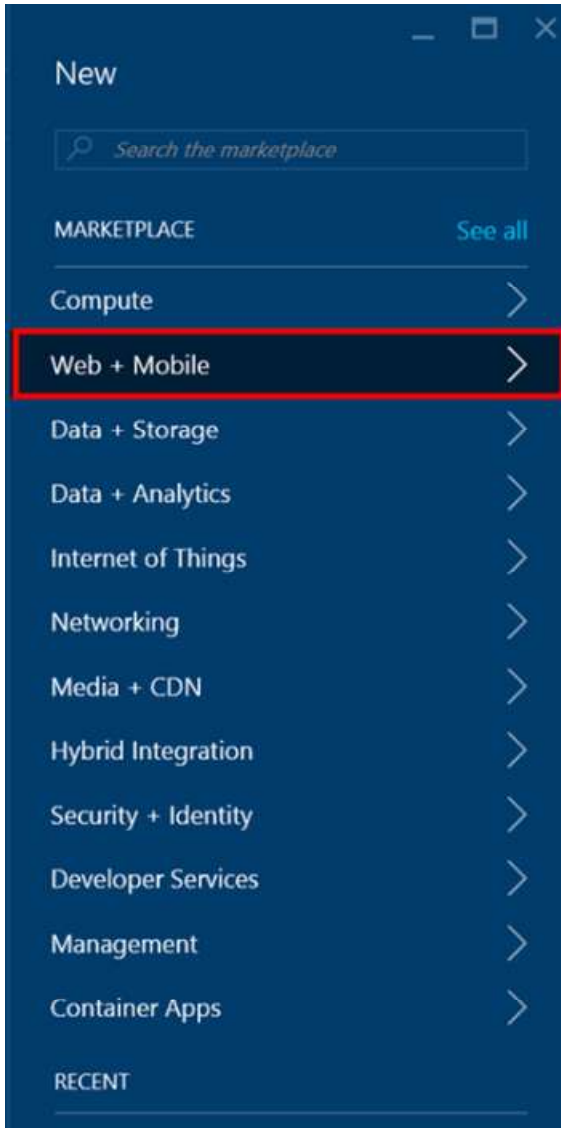 New
Search the marketplace
MARKETPLACE See all
Compute
Web + Mobile
Data + Storage
Data + Analytics
Internet of Things
Networking
Media + CDN
Hybrid Integration
Security + Identity
Developer Services
Management
Container Apps
RECENT